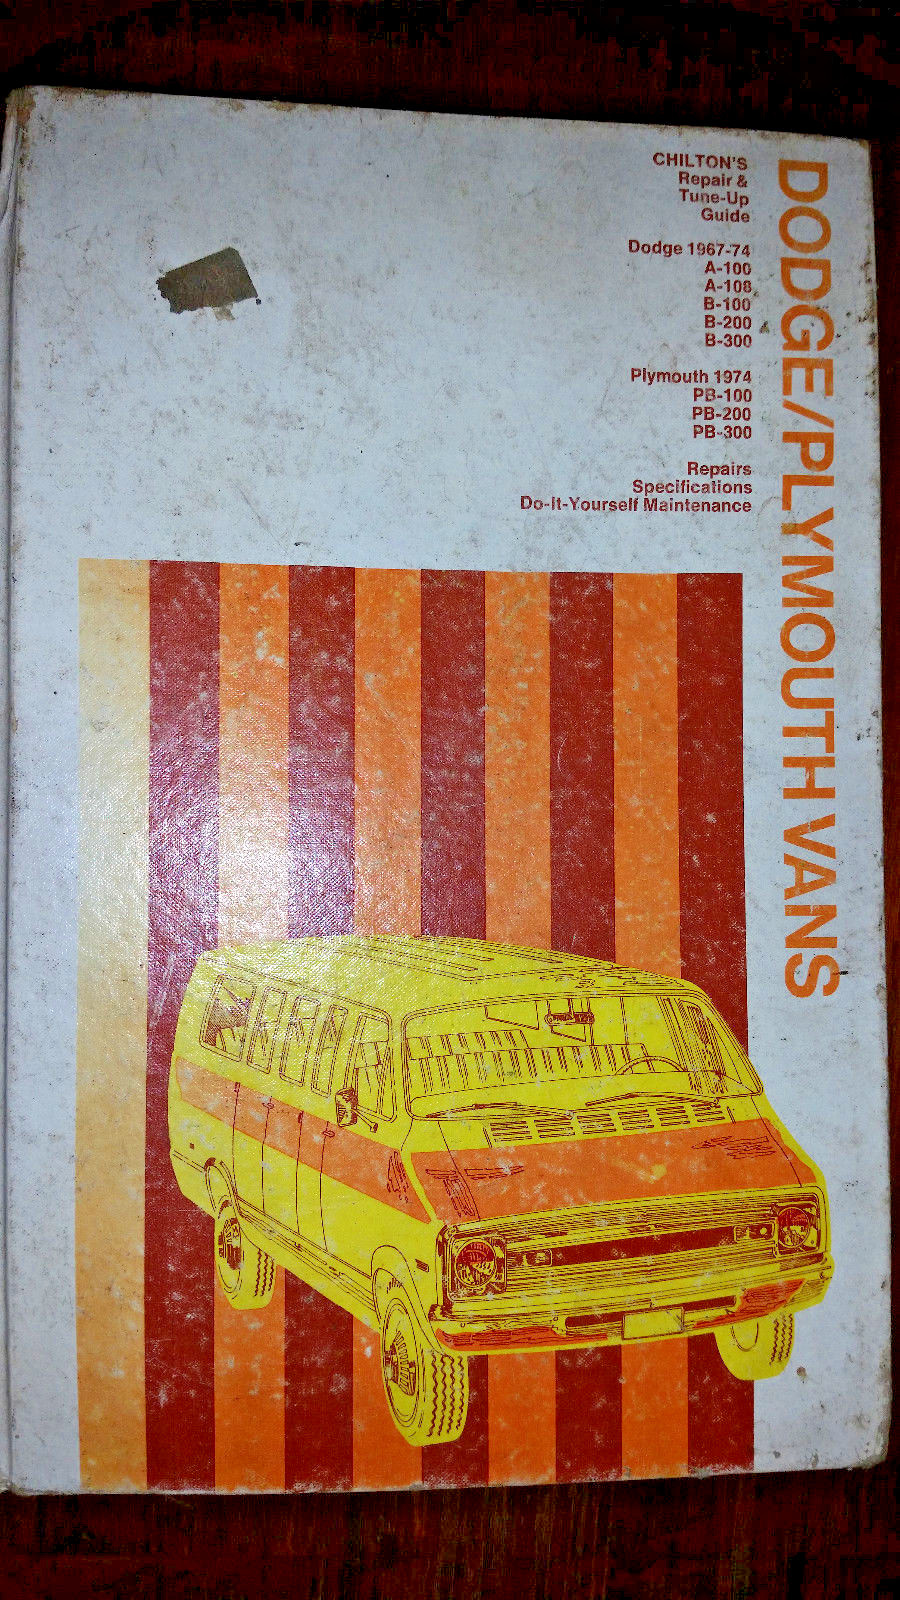 CHILTON'S
Repair &
Tune-Up
Guide
Dodge 1967-74
A-100
A-108
B-100
B-200
B-300
Plymouth 1974
PB-100
PB-200
PB-300
Repairs
Specifications
Do-It-Yourself Maintenance
DODGE/PLYMOUTH VANS